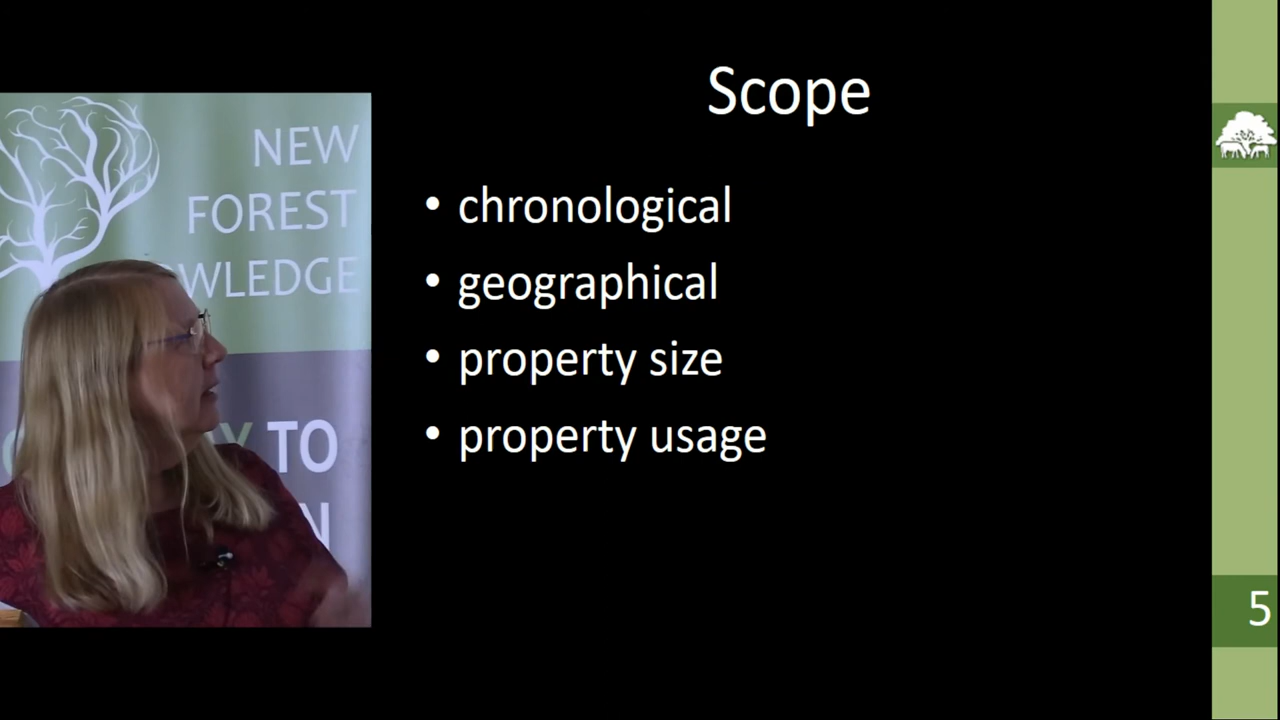 Scope
• chronological
• geographical
• property size
• property usage
NEW
FOREST
WLEDGE
TO
N
5